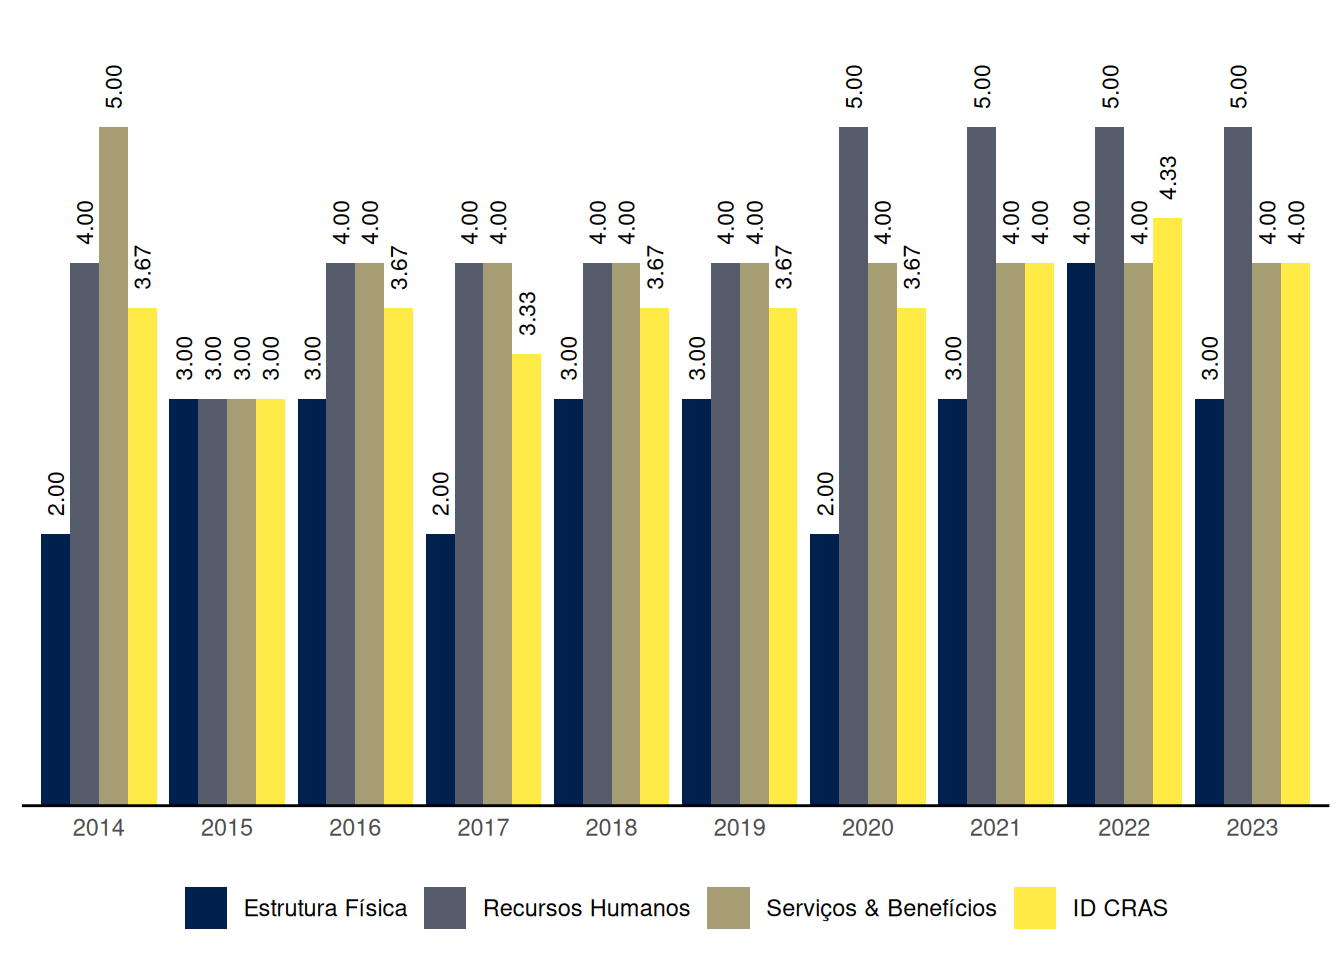 2.00 4.00 5.00 3.67
3.00 3.00 3.00 3.00
3.00 4.00 4.00 3.67
2.00 4.00 4.00 3.33
3.00 4.00 4.00 3.67
3.00 4.00 4.00 3.67
2.00 5.00 4.00 3.67
3.00 5.00 4.00 4.00
4.00 5.00 4.00 4.33
3.00 5.00 4.00 4.00
2014 2015 2016 2017 2018 2019 2020 2021 2022 2023
Estrutura Física Recursos Humanos Serviços & Benefícios ID CRAS